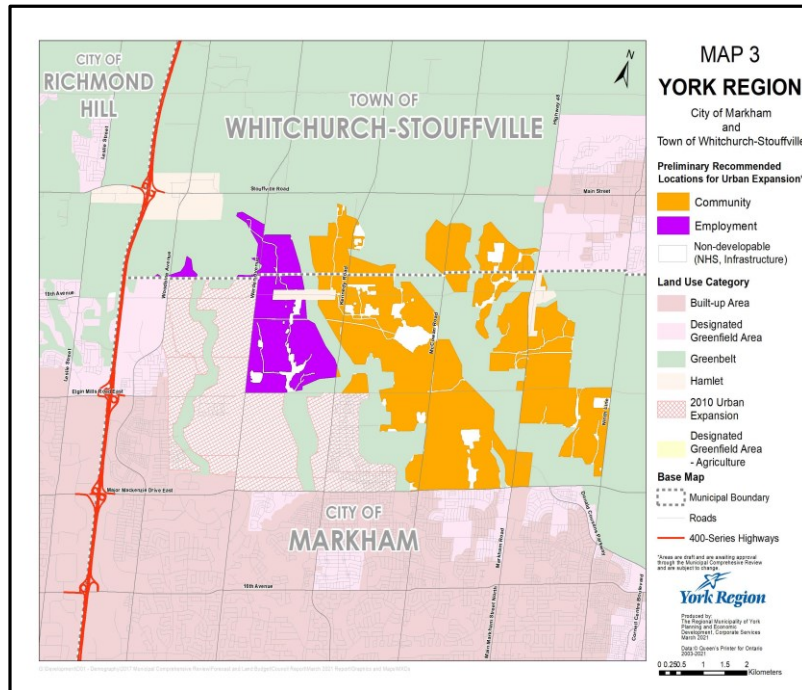 CITY OF
RICHMOND
HILL
TOWN OF
WHITCHURCH-STOUFFVILLE
N
Leslie Street
Highway 48
Stouffville Road
Main Street
Woodbine Avenue
Warden Avenue
Kennedy Road
McCowan Road
19th Avenue
Leslie Street
Elgin Mills Road East
Ninth Line
Major Mackenzie Drive East
CITY OF
MARKHAM
Markham Road
Donald Cousens Parkway
16th Avenue
Main Markham Street North
MAP 3
YORK REGION
City of Markham
and
Town of Whitchurch-Stouffville
Preliminary Recommended
Locations for Urban Expansion*
Community
Employment
Non-developable
(NHS, Infrastructure)
Land Use Category
Built-up Area
Designated
Greenfield Area
Greenbelt
Hamlet
2010 Urban
Expansion
Designated
Greenfield Area
- Agriculture
Base Map
Municipal Boundary
Roads
400-Series Highways
*Areas are draft and are awaiting approval
through the Municipal Comprehensive Review
and are subject to change
York Region
Produced by:
The Regional Municipality of York
Planning and Economic
Development, Corporate Services
March 2021
Data © Queen's Printer for Ontario
2003-2021
0 0.25 0.5 1 1.5 2
Kilometers